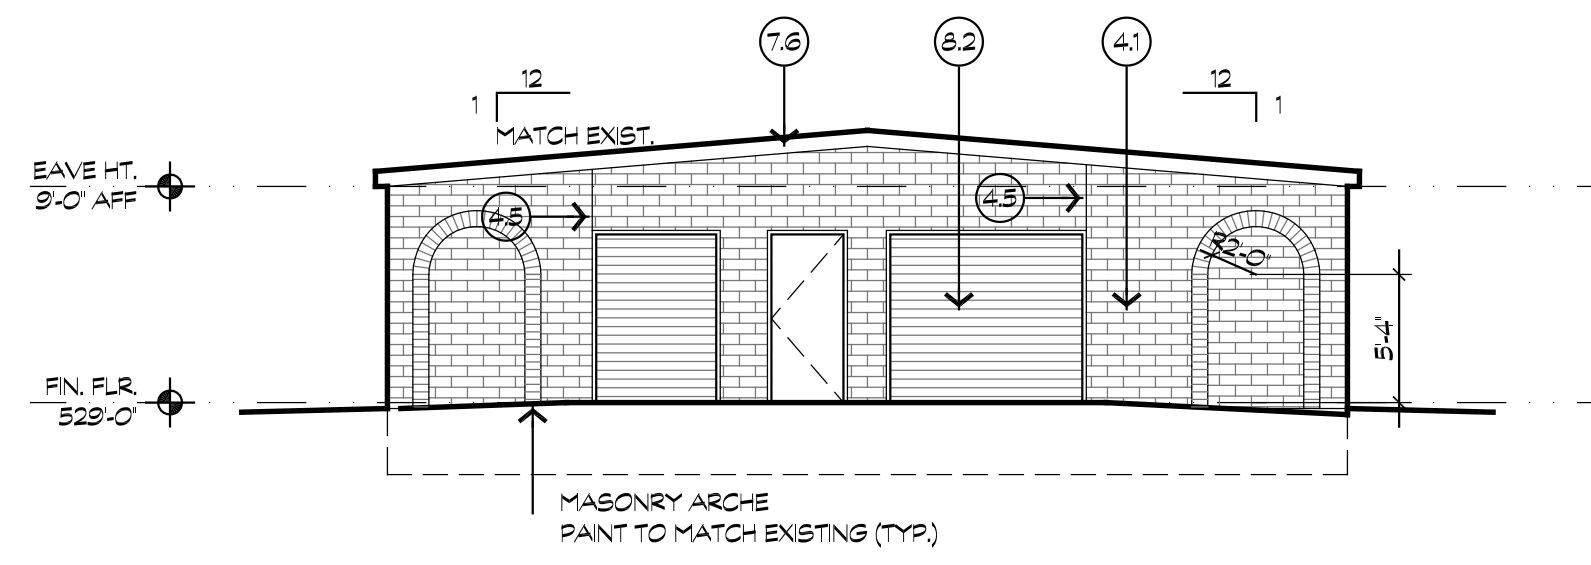 7.6
8.2
4.1
12
1
12
1
MATCH EXIST.
EAVE HT.
9'-0" AFF
4.5
4.5
2'-0"
5'-4"
FIN. FLR.
529'-0"
MASONRY ARCHE
PAINT TO MATCH EXISTING (TYP.)